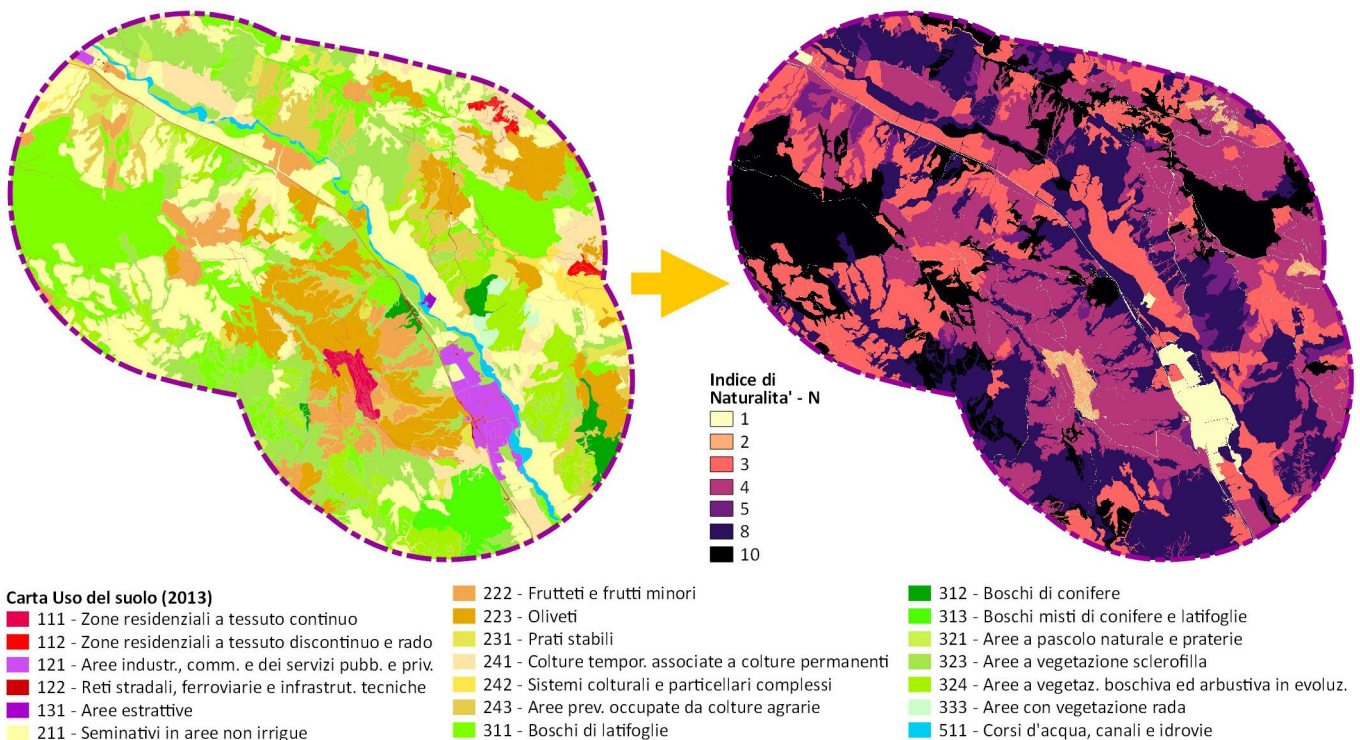 Indice di
Naturalita' - N
1
2
3
4
5
8
10
Carta Uso del suolo (2013)
111 - Zone residenziali a tessuto continuo
112 - Zone residenziali a tessuto discontinuo e rado
121 - Aree industr., comm. e dei servizi pubb. e priv.
122 - Reti stradali, ferroviarie e infrastrut. tecniche
131 - Aree estrattive
211 - Seminativi in aree non irrigue
222 - Frutteti e frutti minori
223 - Oliveti
231 - Prati stabili
241 - Colture tempor. associate a colture permanenti
242 - Sistemi colturali e particellari complessi
243 - Aree prev. occupate da colture agrarie
311 - Boschi di latifoglie
312 - Boschi di conifere
313 - Boschi misti di conifere e latifoglie
321 - Aree a pascolo naturale e praterie
323 - Aree a vegetazione sclerofilla
324 - Aree a vegetaz. boschiva ed arbustiva in evoluz.
333 - Aree con vegetazione rada
511 - Corsi d'acqua, canali e idrovie